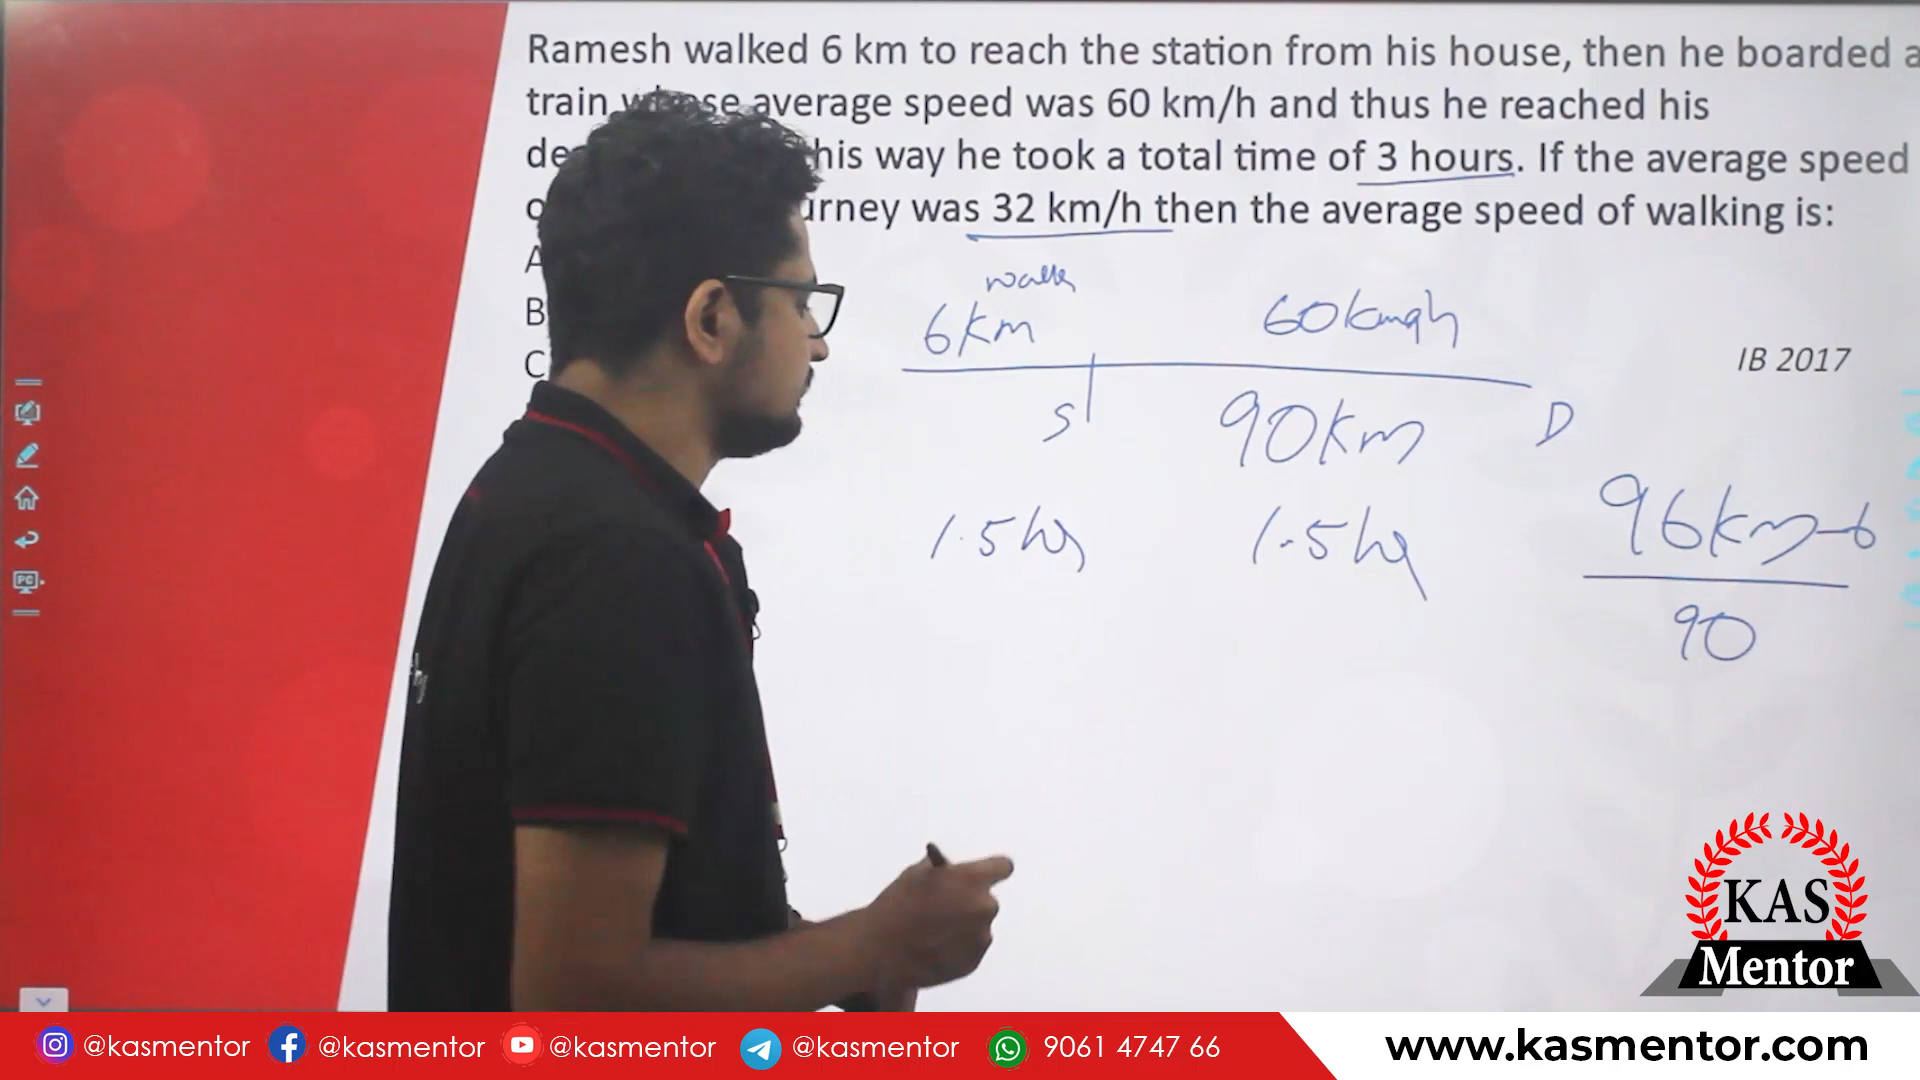 Ramesh walked 6 km to reach the station from his house, then he boarded a
train whose average speed was 60 km/h and thus he reached his
his way he took a total time of 3 hours. If the average speed
urney was 32 km/h then the average speed of walking is:
A
B
C
walk
6km 60kmph
IB 2017
S 90km D
96km-6
1.5hr 1.5hr
90
KAS
Mentor
@kasmentor @kasmentor @kasmentor @kasmentor 9061 4747 66 www.kasmentor.com